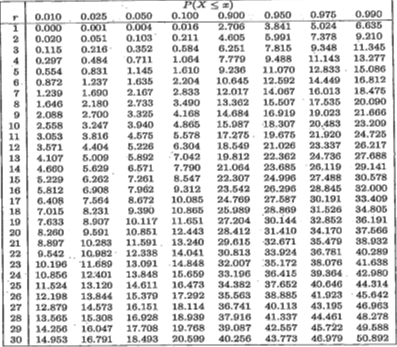 P(X ≤ x)
r 0.010 0.025 0.050 0.100 0.900 0.950 0.975 0.990
1 0.000 0.001 0.004 0.016 2.706 3.841 5.024 6.635
2 0.020 0.051 0.103 0.211 4.605 5.991 7.378 9.210
3 0.115 0.216 0.352 0.584 6.251 7.815 9.348 11.345
4 0.297 0.484 0.711 1.064 7.779 9.488 11.143 13.277
5 0.554 0.831 1.145 1.610 9.236 11.070 12.833 15.086
6 0.872 1.237 1.635 2.204 10.645 12.592 14.449 16.812
7 1.239 1.690 2.167 2.833 12.017 14.067 16.013 18.475
8 1.646 2.180 2.733 3.490 13.362 15.507 17.535 20.090
9 2.088 2.700 3.325 4.168 14.684 16.919 19.023 21.666
10 2.558 3.247 3.940 4.865 15.987 18.307 20.483 23.209
11 3.053 3.816 4.575 5.578 17.275 19.675 21.920 24.725
12 3.571 4.404 5.226 6.304 18.549 21.026 23.337 26.217
13 4.107 5.009 5.892 7.042 19.812 22.362 24.736 27.688
14 4.660 5.629 6.571 7.790 21.064 23.685 26.119 29.141
15 5.229 6.262 7.261 8.547 22.307 24.996 27.488 30.578
16 5.812 6.908 7.962 9.312 23.542 26.296 28.845 32.000
17 6.408 7.564 8.672 10.085 24.769 27.587 30.191 33.409
18 7.015 8.231 9.390 10.865 25.989 28.869 31.526 34.805
19 7.633 8.907 10.117 11.651 27.204 30.144 32.852 36.191
20 8.260 9.591 10.851 12.443 28.412 31.410 34.170 37.566
21 8.897 10.283 11.591 13.240 29.615 32.671 35.479 38.932
22 9.542 10.982 12.338 14.041 30.813 33.924 36.781 40.289
23 10.196 11.689 13.091 14.848 32.007 35.172 38.076 41.638
24 10.856 12.401 13.848 15.659 33.196 36.415 39.364 42.980
25 11.524 13.120 14.611 16.473 34.382 37.652 40.646 44.314
26 12.198 13.844 15.379 17.292 35.563 38.885 41.923 45.642
27 12.879 14.573 16.151 18.114 36.741 40.113 43.195 46.963
28 13.565 15.308 16.928 18.939 37.916 41.337 44.461 48.278
29 14.256 16.047 17.708 19.768 39.087 42.557 45.722 49.588
30 14.953 16.791 18.493 20.599 40.256 43.773 46.979 50.892